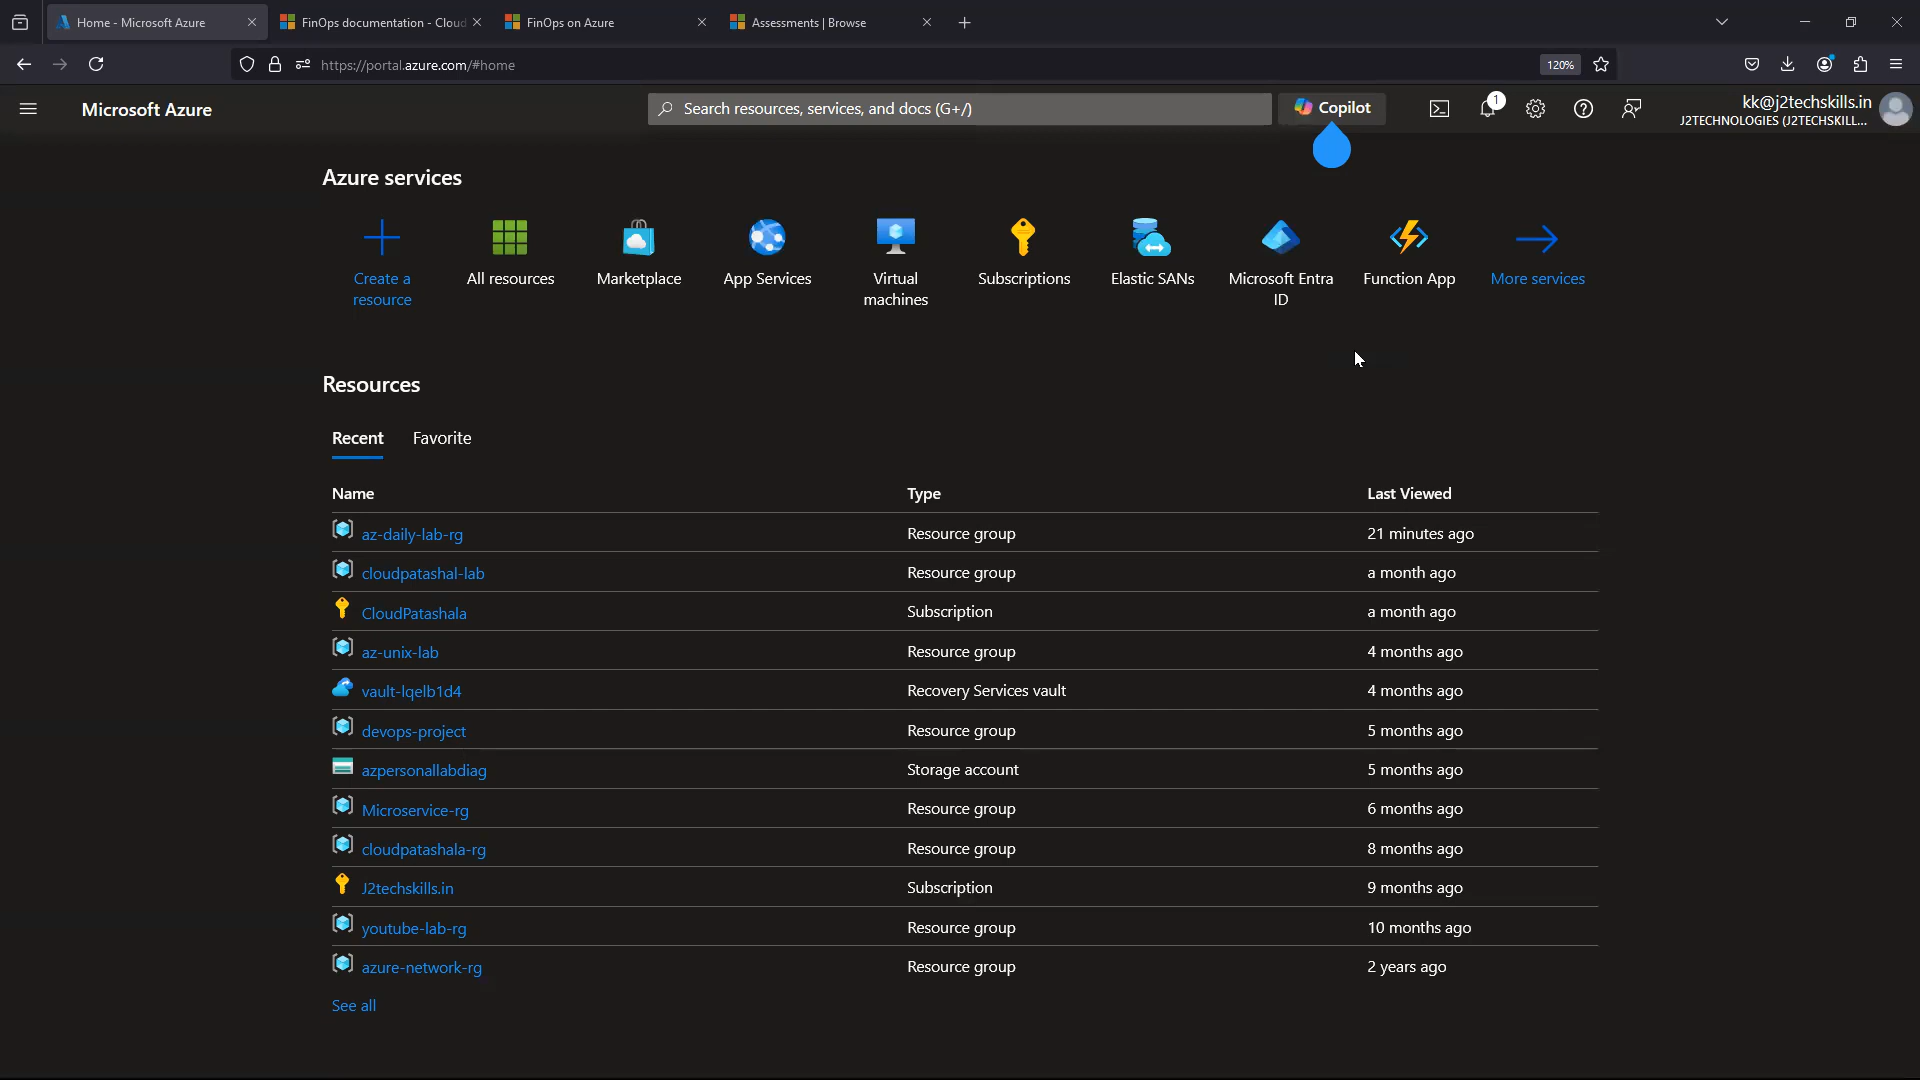 Home - Microsoft Azure
FinOps documentation - Cloud
FinOps on Azure
Assessments | Browse
https://portal.azure.com/#home
120%
Microsoft Azure
Search resources, services, and docs (G+/)
Copilot
1
kk@j2techskills.in
J2TECHNOLOGIES (J2TECHSKILL...
Azure services
Create a
resource
All resources
Marketplace
App Services
Virtual
machines
Subscriptions
Elastic SANs
Microsoft Entra
ID
Function App
More services
Resources
Recent
Favorite
Name Type Last Viewed
az-daily-lab-rg Resource group 21 minutes ago
cloudpatashal-lab Resource group a month ago
CloudPatashala Subscription a month ago
az-unix-lab Resource group 4 months ago
vault-lqelb1d4 Recovery Services vault 4 months ago
devops-project Resource group 5 months ago
azpersonallabdiag Storage account 5 months ago
Microservice-rg Resource group 6 months ago
cloudpatashala-rg Resource group 8 months ago
J2techskills.in Subscription 9 months ago
youtube-lab-rg Resource group 10 months ago
azure-network-rg Resource group 2 years ago
See all